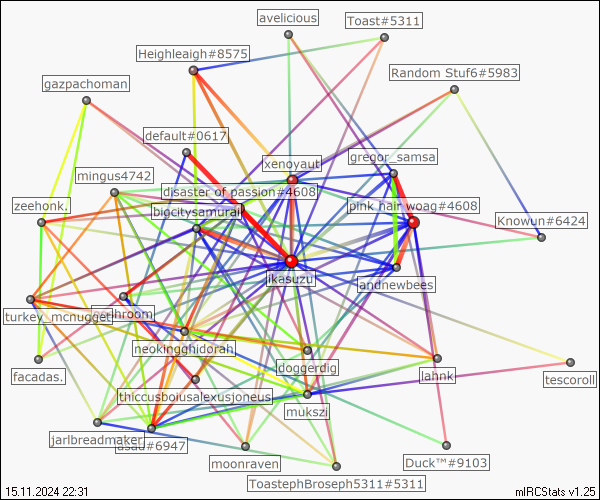 avelicious
Toast#5311
Heighleaigh#8575
Random Stuf6#5983
gazpachoman
default#0617
gregor_samsa
xenoyaut
mingus4742
disaster of passion#4608
zeehonk.
bigcitysamurai
pink hair woag#4608
Knowun#6424
ikasuzu
andnewbees
turkey_mcnugget
neokingghidorah
doggerdig
facadas.
lahnk
tescoroll
thiccusboiusalexusjoneus
mukszi
jarlbreadmaker
asad#6947
moonraven
Duck™#9103
ToastephBroseph5311#5311
15.11.2024 22:31
mIRCStats v1.25